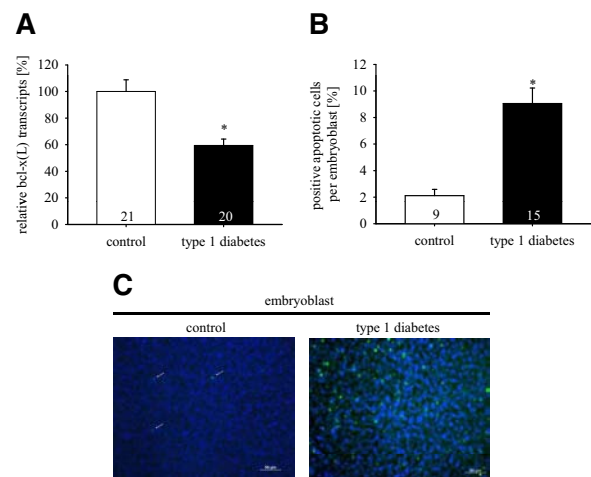 A
relative bcl-x(L) transcripts [%]
120
100
80
60
40
20
0
*
21
20
control
type 1 diabetes
B
positive apoptotic cells
per embryoblast [%]
12
10
8
6
4
2
0
*
9
15
control
type 1 diabetes
C
embryoblast
control
type 1 diabetes